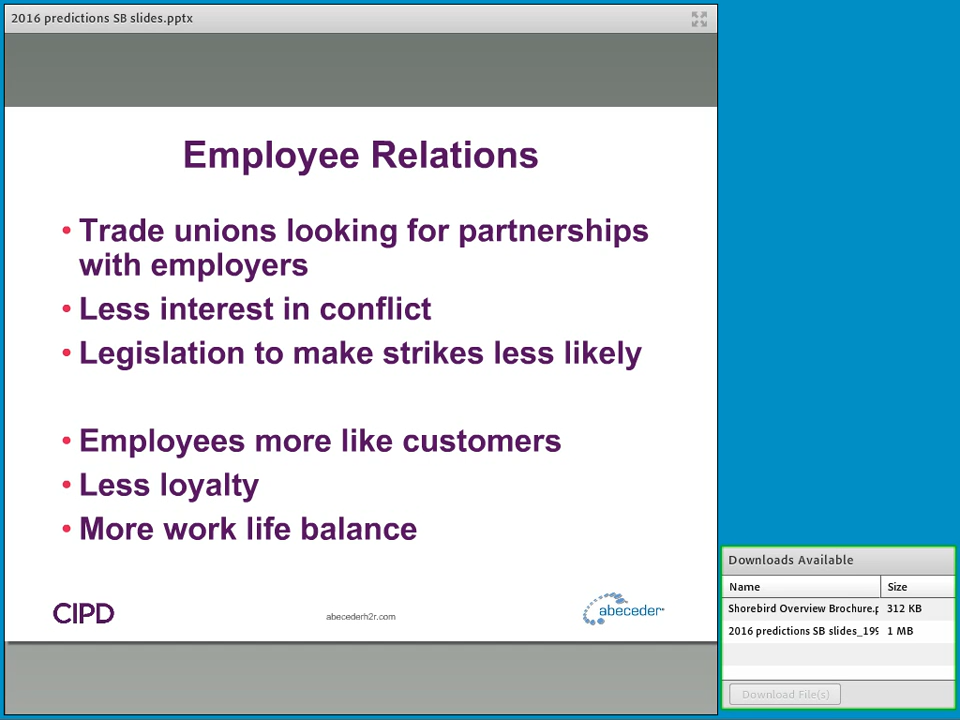 2016 predictions SB slides.pptx
Employee Relations
• Trade unions looking for partnerships
with employers
• Less interest in conflict
• Legislation to make strikes less likely
• Employees more like customers
• Less loyalty
• More work life balance
CIPD
abecederh2r.com
abeceder
Downloads Available
Name Size
Shorebird Overview Brochure.p 312 KB
2016 predictions SB slides_199 1 MB
Download File(s)